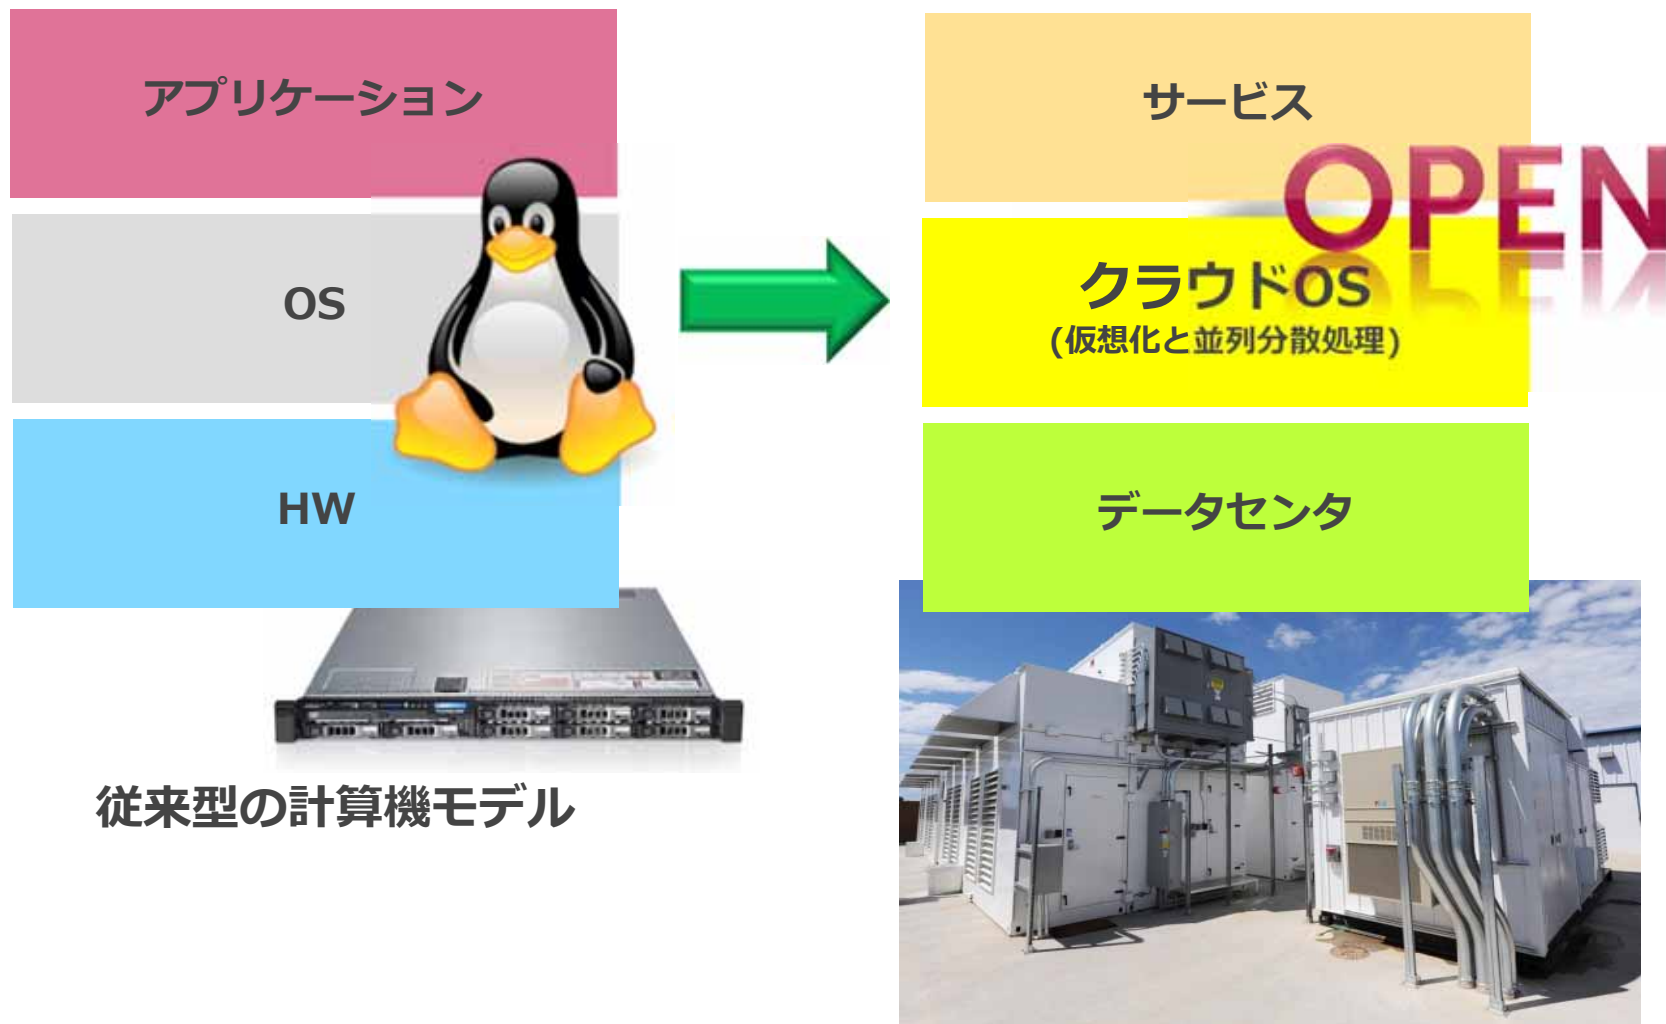 アプリケーション
OS
HW
従来型の計算機モデル
サービス
OPEN
クラウドOS
(仮想化と並列分散処理)
データセンタ